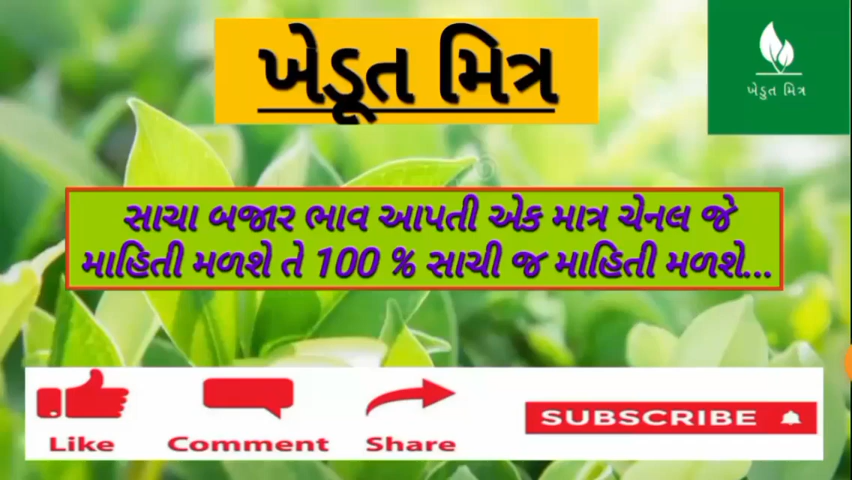 ખેડૂત મિત્ર
ખેડુત મિત્ર
સાચા બજાર ભાવ આપતી એક માત્ર ચેનલ જે
માહિતી મળશે તે 100 % સાચી જ માહિતી મળશે...
Like Comment Share
SUBSCRIBE